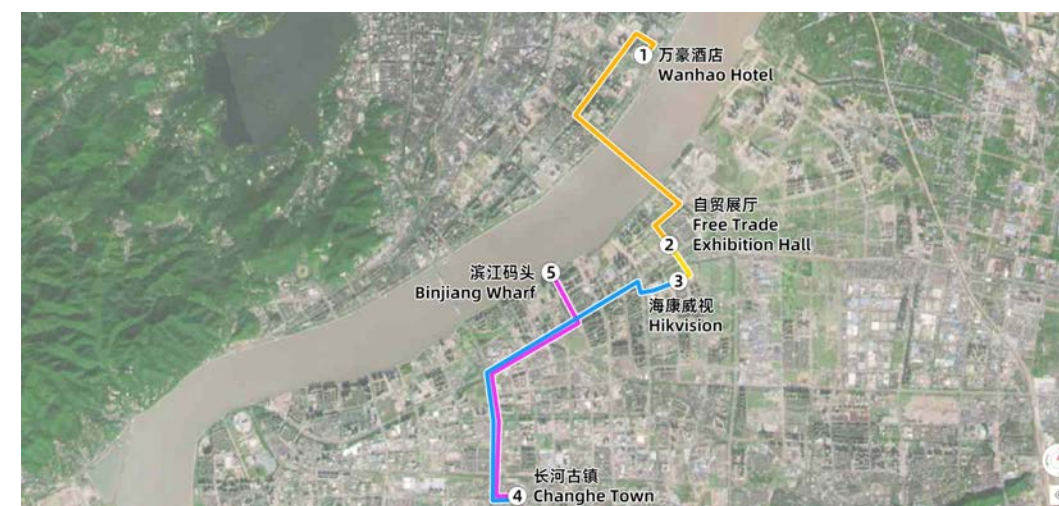 1 万豪酒店
Wanhao Hotel
自贸展厅
Free Trade
2 Exhibition Hall
滨江码头 5
Binjiang Wharf
3
海康威视
Hikvision
长河古镇
4 Changhe Town